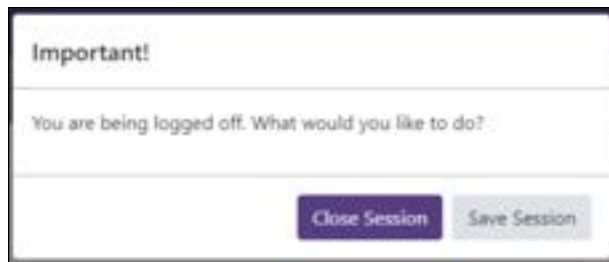 Important!
You are being logged off. What would you like to do?
Close Session Save Session